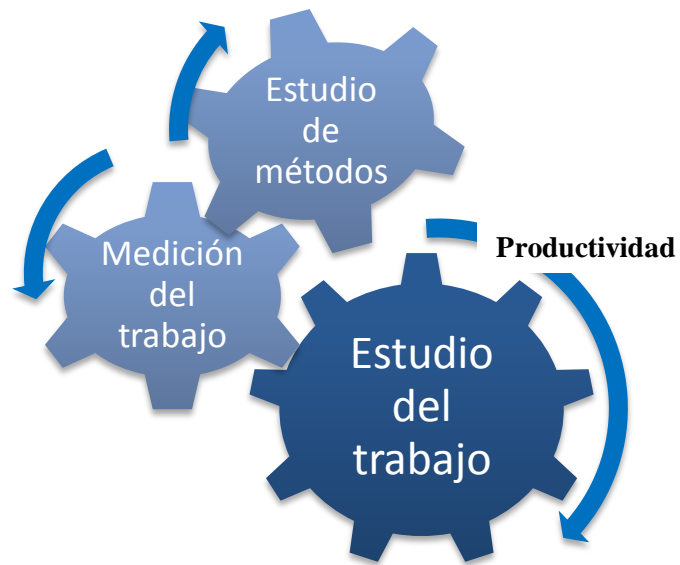 Estudio
de
métodos
Medición
del
trabajo
Productividad
Estudio
del
trabajo